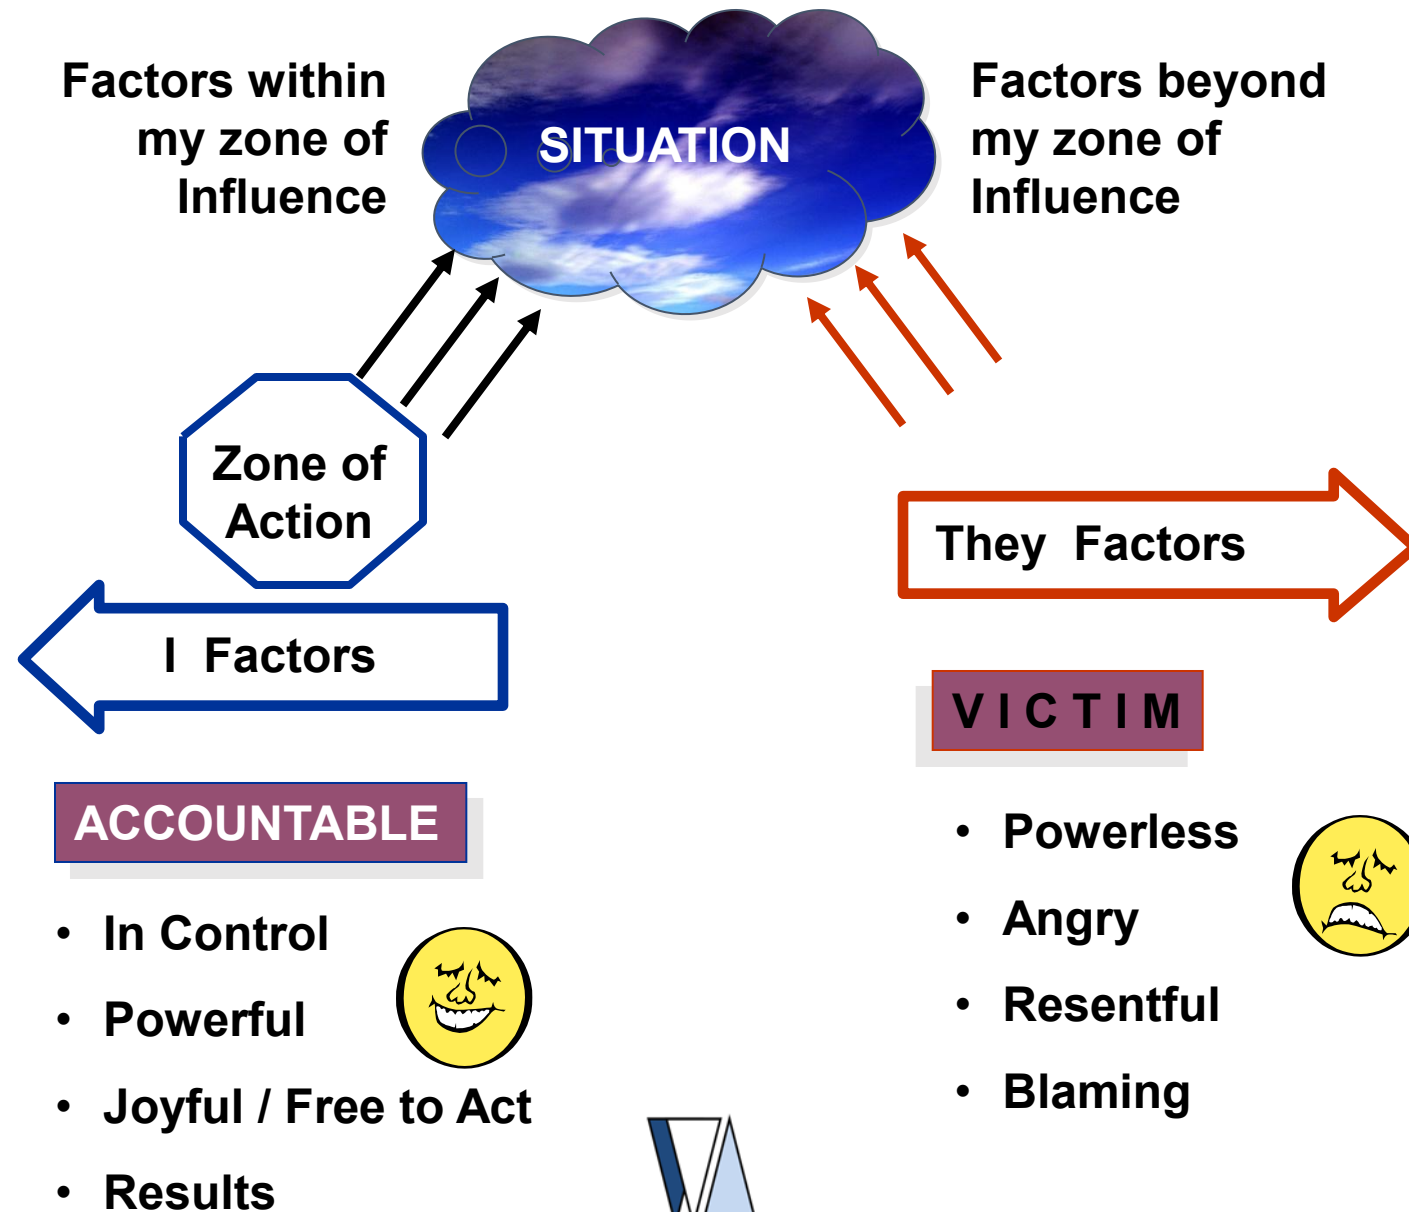 Factors within
my zone of
Influence
SITUATION
Factors beyond
my zone of
Influence
Zone of
Action
I Factors
They Factors
ACCOUNTABLE
• In Control
• Powerful
• Joyful / Free to Act
• Results
V I C T I M
• Powerless
• Angry
• Resentful
• Blaming